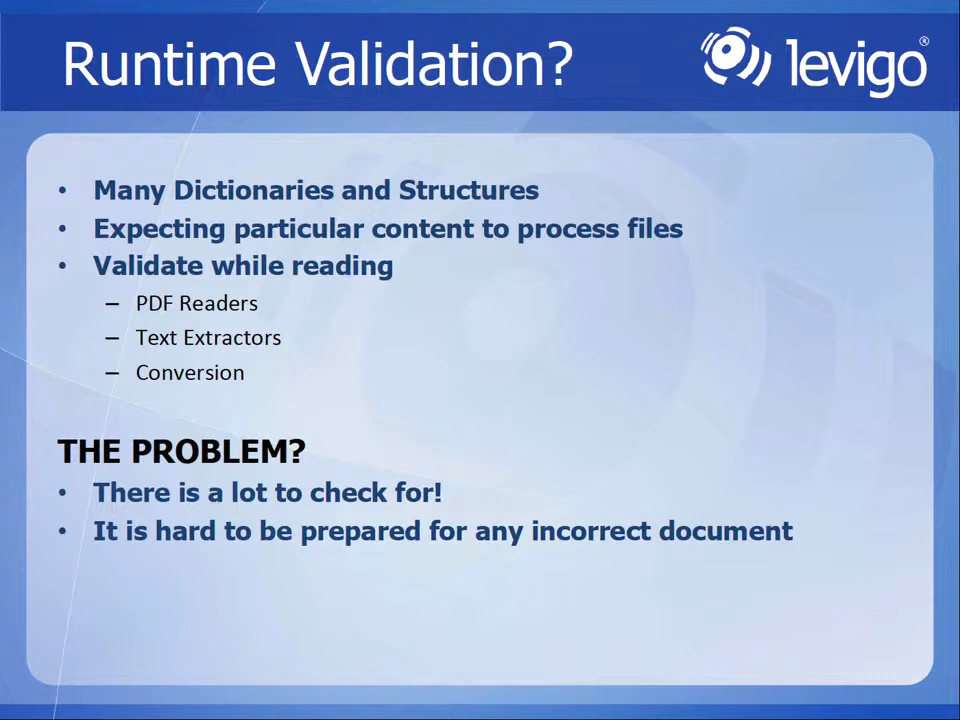 Runtime Validation?
levigo®
• Many Dictionaries and Structures
• Expecting particular content to process files
• Validate while reading
– PDF Readers
– Text Extractors
– Conversion
THE PROBLEM?
• There is a lot to check for!
• It is hard to be prepared for any incorrect document